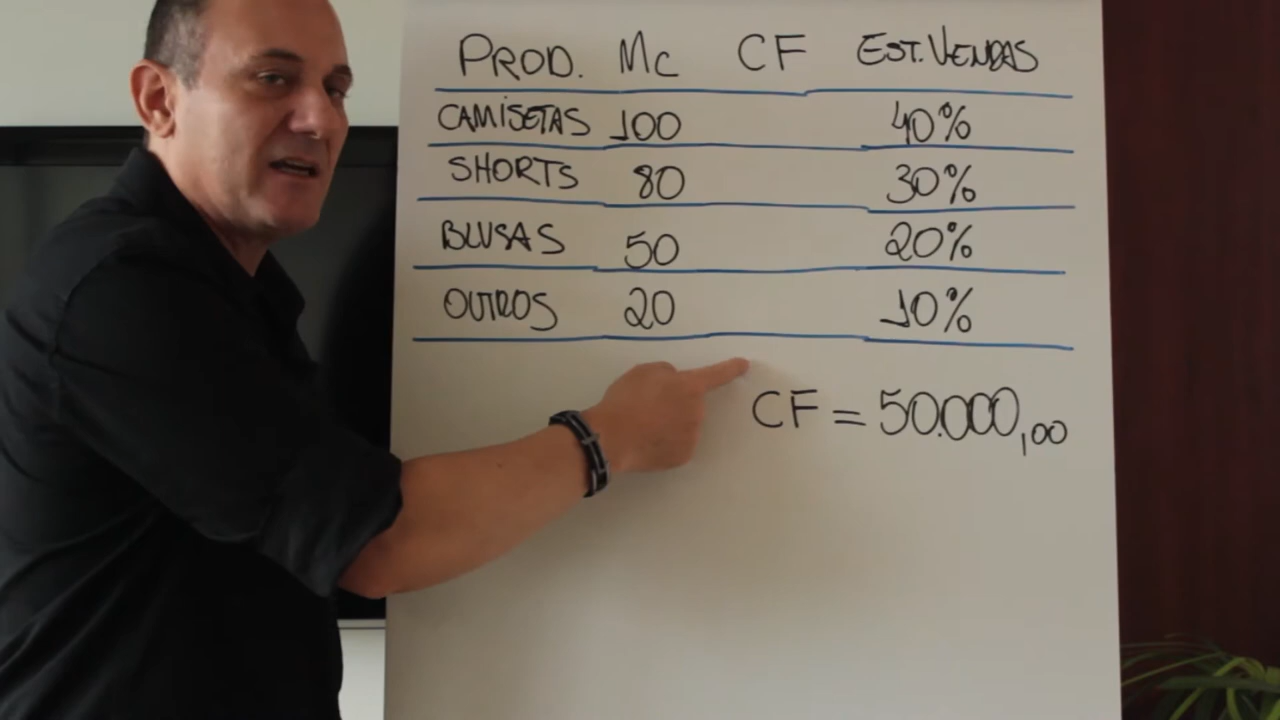 PROD. Mc CF EST. VENDAS
CAMISETAS 100 40%
SHORTS 80 30%
BLUSAS 50 20%
OUTROS 20 10%
CF = 50.000,00